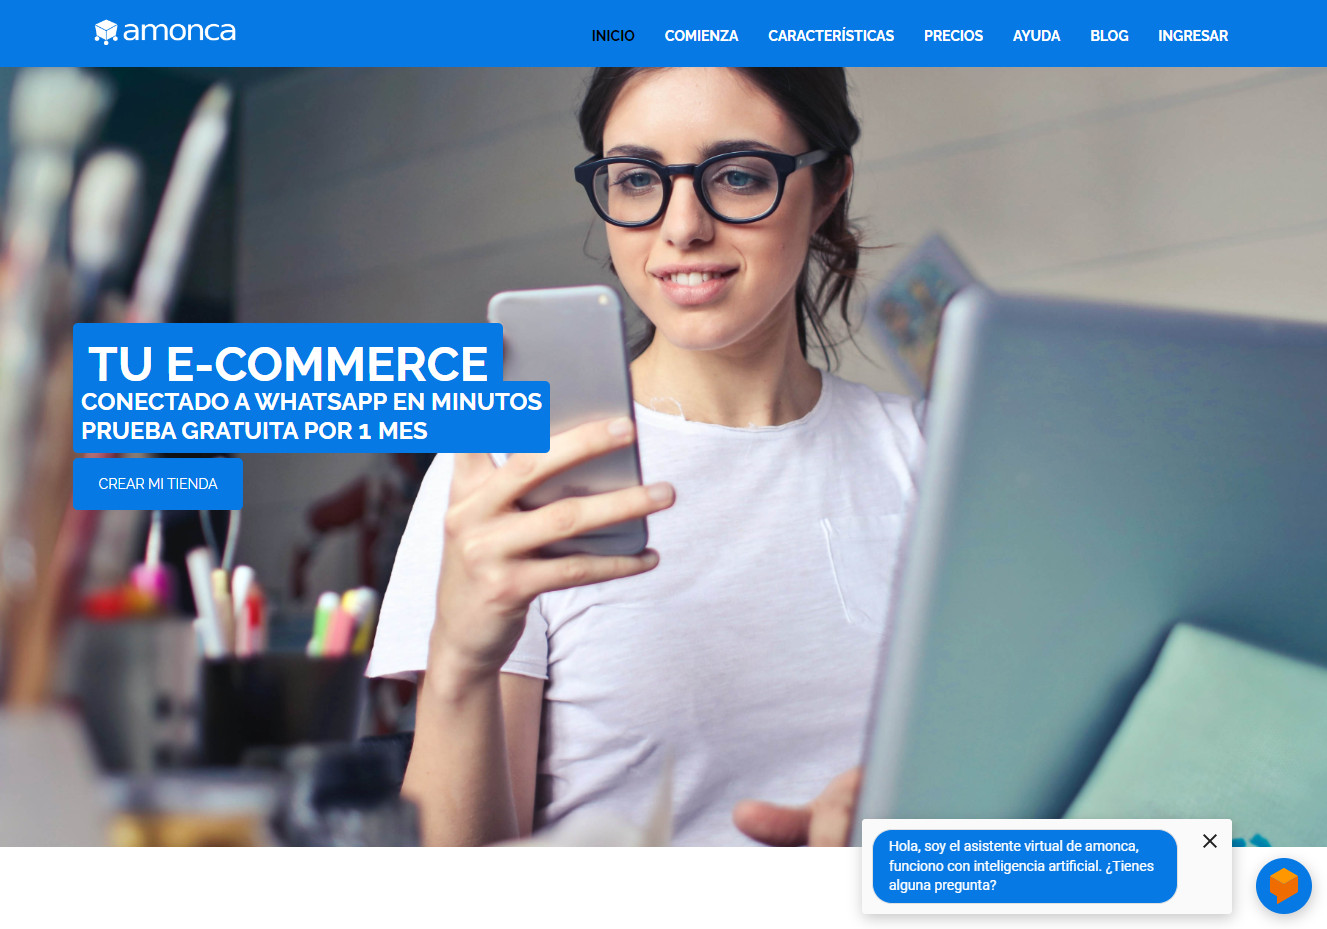 amonca
INICIO COMIENZA CARACTERÍSTICAS PRECIOS AYUDA BLOG INGRESAR
TU E-COMMERCE
CONECTADO A WHATSAPP EN MINUTOS
PRUEBA GRATUITA POR 1 MES
CREAR MI TIENDA
Hola, soy el asistente virtual de amonca,
funciono con inteligencia artificial. ¿Tienes
alguna pregunta?